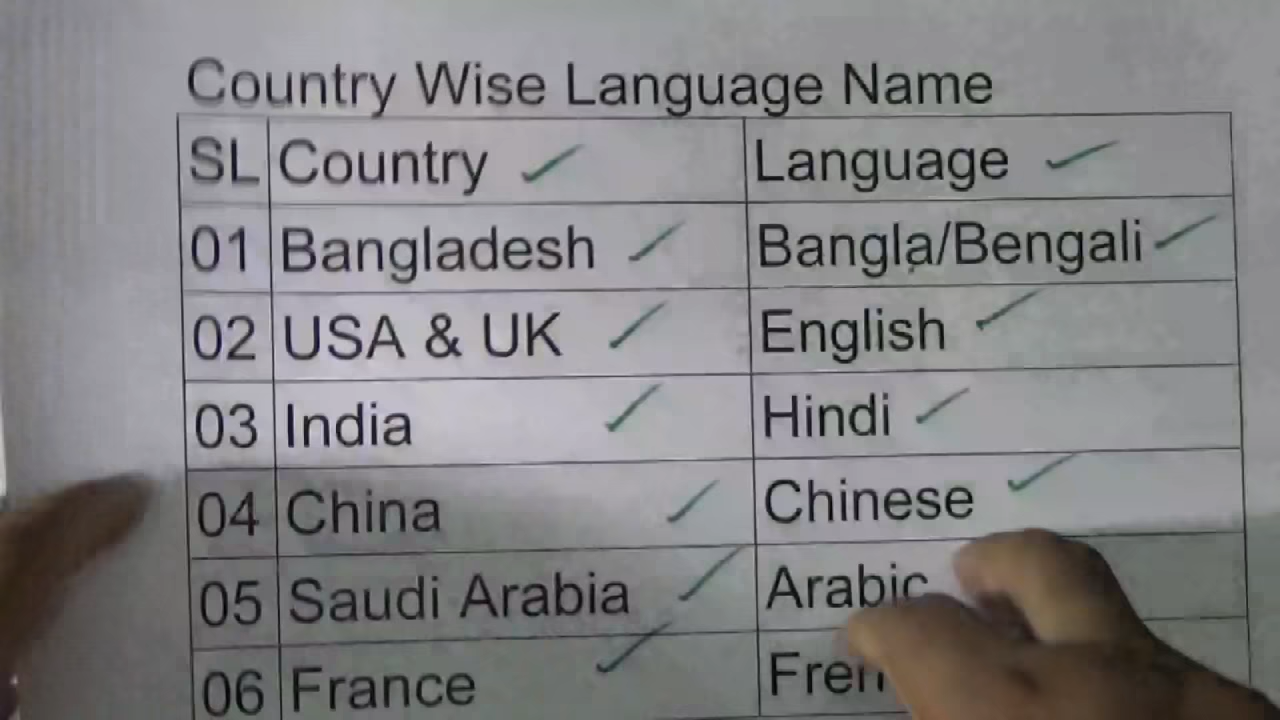 Country Wise Language Name
SL Country Language
01 Bangladesh Bangla/Bengali
02 USA & UK English
03 India Hindi
04 China Chinese
05 Saudi Arabia Arabic
06 France